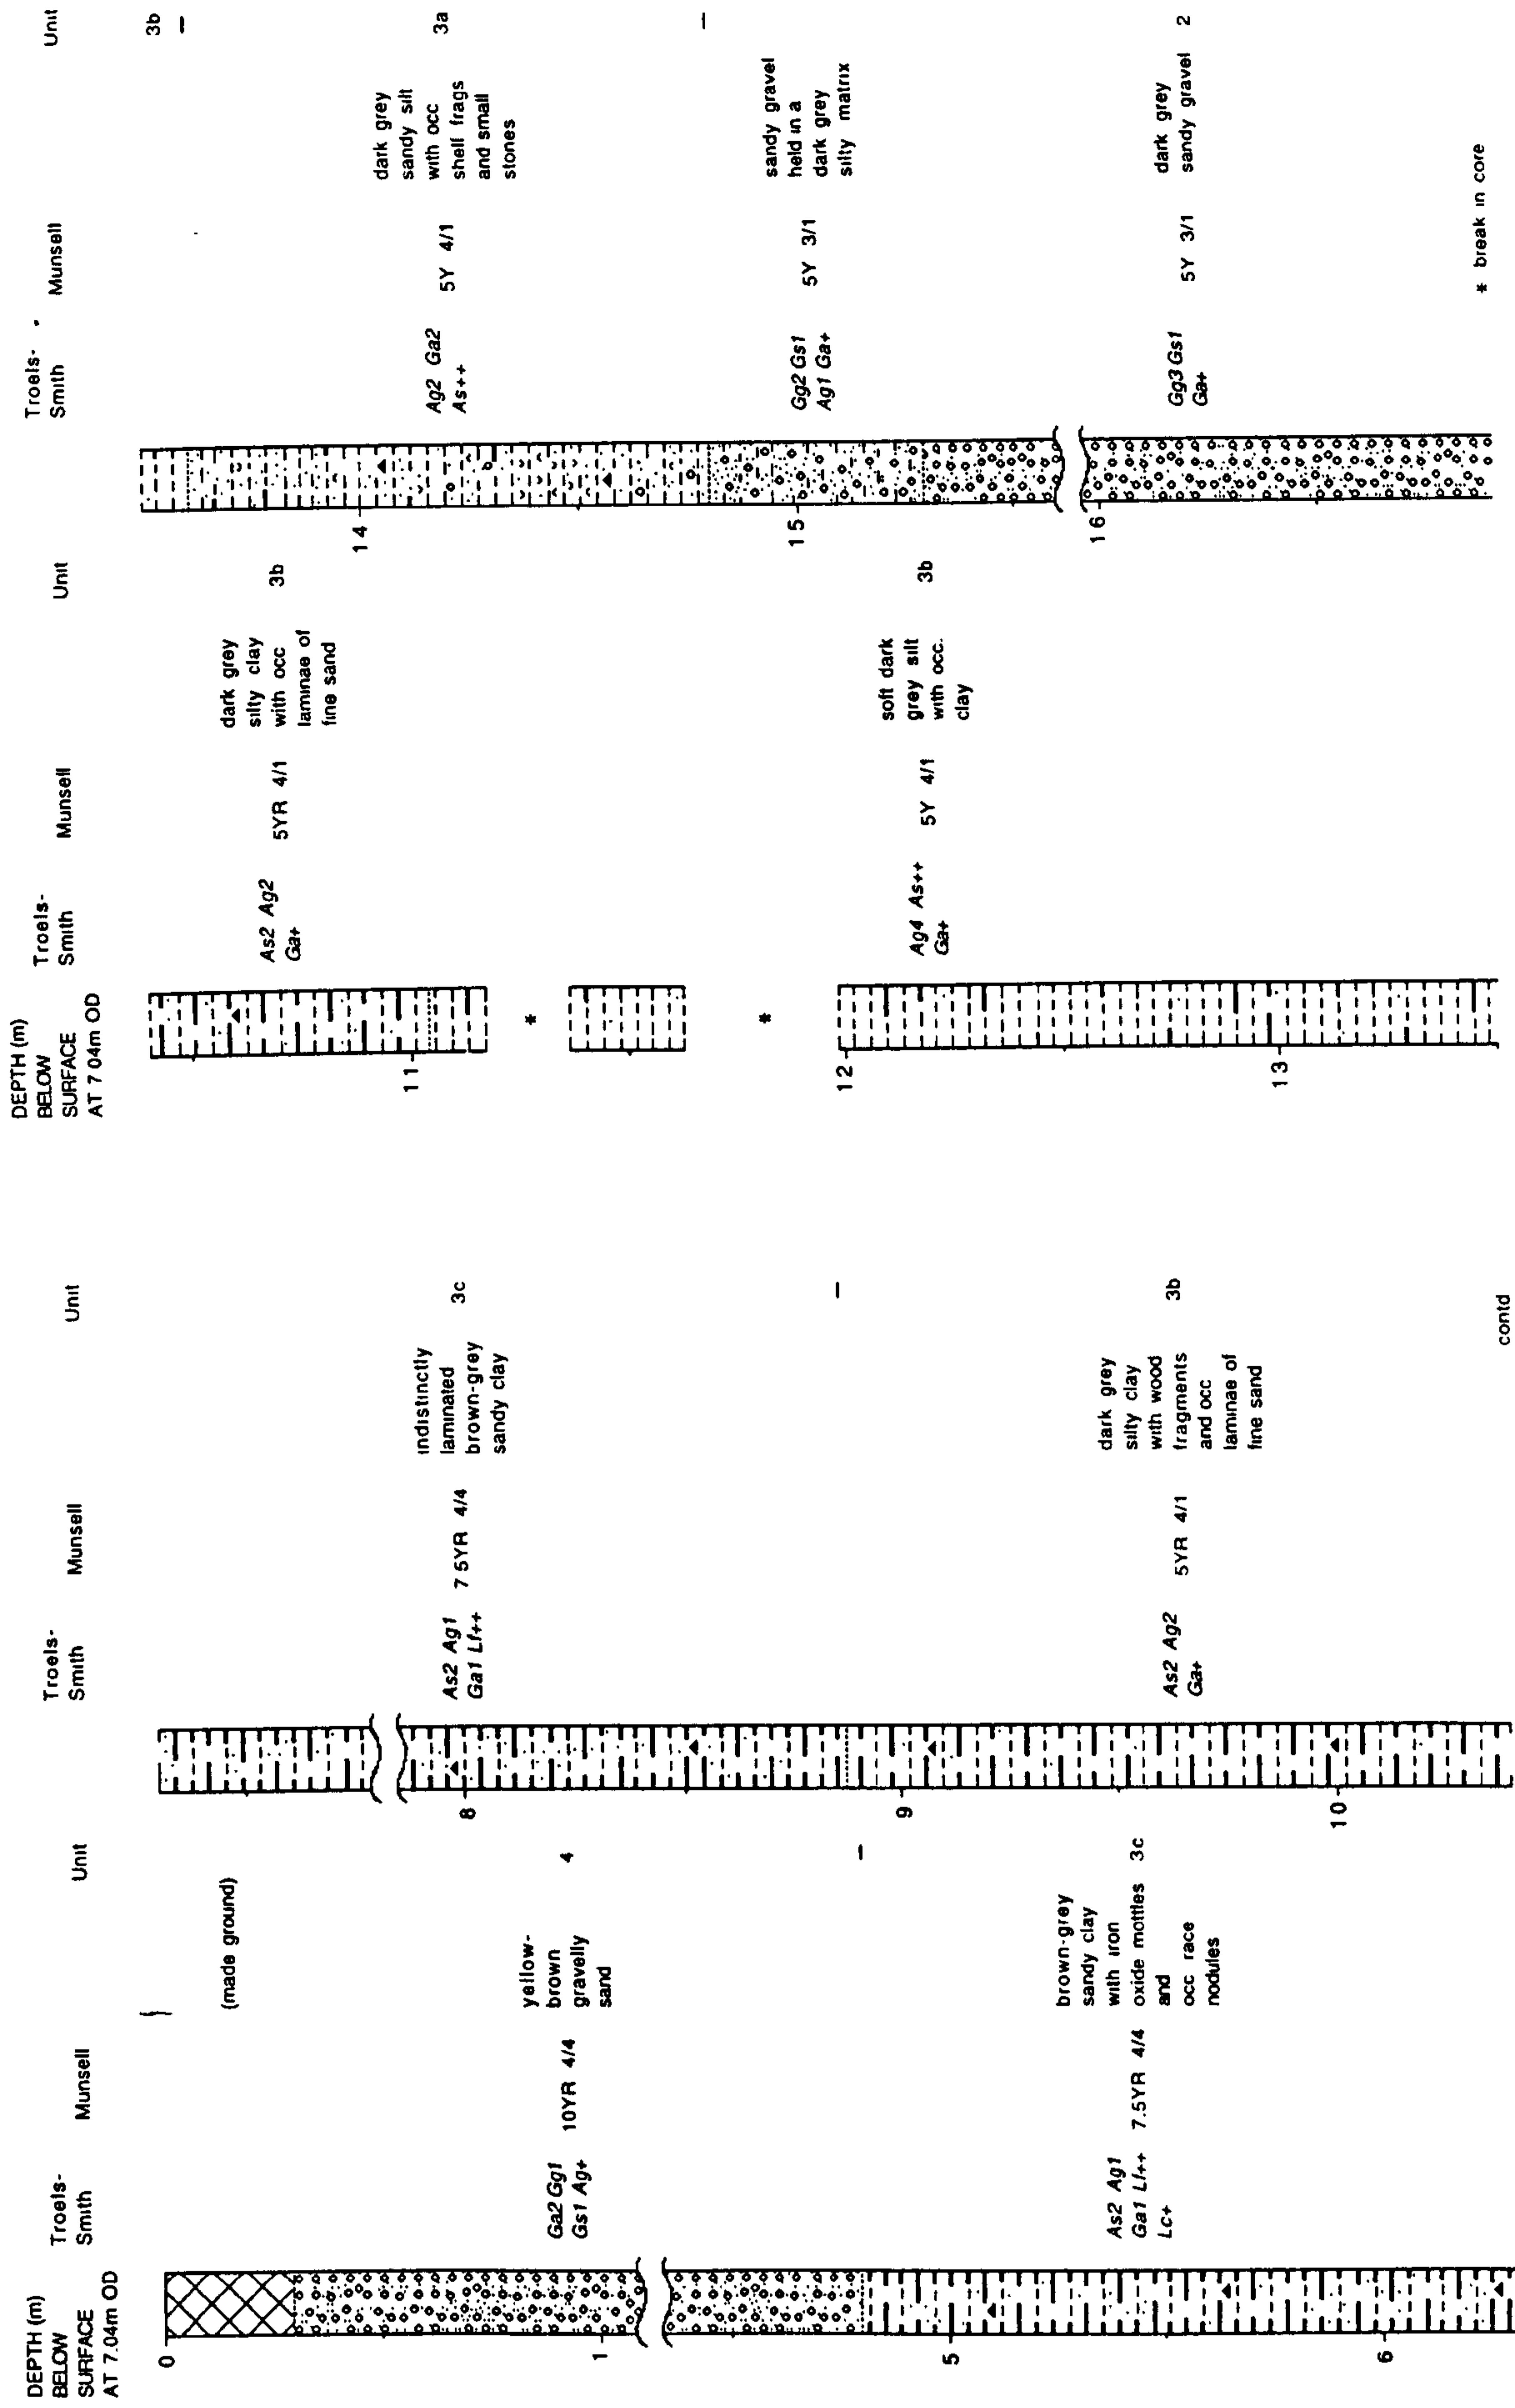 DEPTH (m)
BELOW
SURFACE
AT 7.04m OD
Troels-
Smith
Munsell
Unit
0
(made ground)
1
Ga2 Gg1
Gs1 Ag+
10YR 4/4
yellow-
brown
gravelly
sand
4
–
5
As2 Ag1
Ga1 Lf++
Lc+
7.5YR 4/4
brown-grey
sandy clay
with iron
oxide mottles
and
occ race
nodules
3c
6
Troels-
Smith
Munsell
Unit
8
As2 Ag1
Ga1 Lf++
7 5YR 4/4
indistinctly
laminated
brown-grey
sandy clay
3c
–
9
As2 Ag2
Ga+
5YR 4/1
dark grey
silty clay
with wood
fragments
and occ
laminae of
fine sand
3b
10
contd
DEPTH (m)
BELOW
SURFACE
AT 7 04m OD
Troels-
Smith
Munsell
Unit
As2 Ag2
Ga+
5YR 4/1
dark grey
silty clay
with occ
laminae of
fine sand
3b
11
*
*
12
Ag4 As++
Ga+
5Y 4/1
soft dark
grey silt
with occ.
clay
3b
13
Troels-
Smith
Munsell
Unit
3b
–
14
Ag2 Ga2
As++
5Y 4/1
dark grey
sandy silt
with occ
shell frags
and small
stones
3a
–
15
Gg2 Gs1
Ag1 Ga+
5Y 3/1
sandy gravel
held in a
dark grey
silty matrix
16
Gg3 Gs1
Ga+
5Y 3/1
dark grey
sandy gravel
2
* break in core